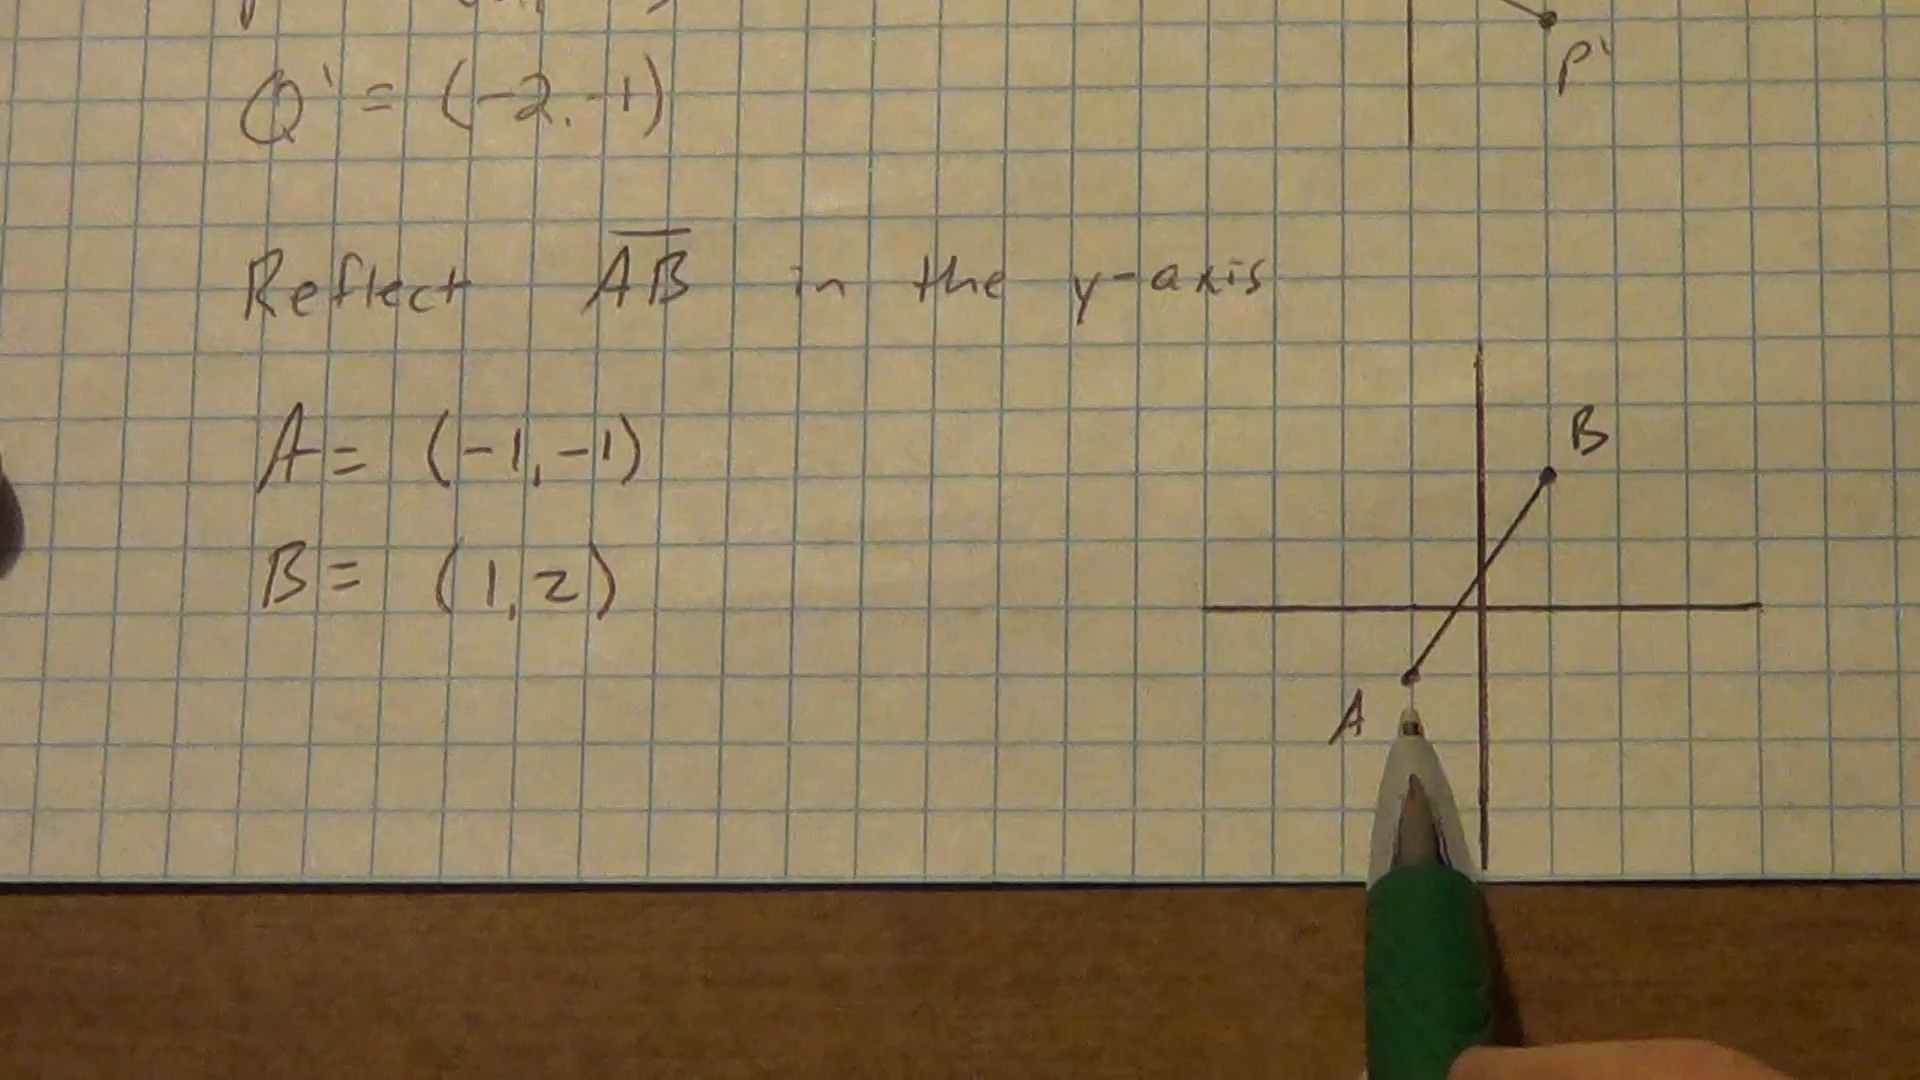 P'
Q' = (-2, -1)
Reflect AB in the y-axis
A = (-1, -1)
B = (1, 2)
B
A